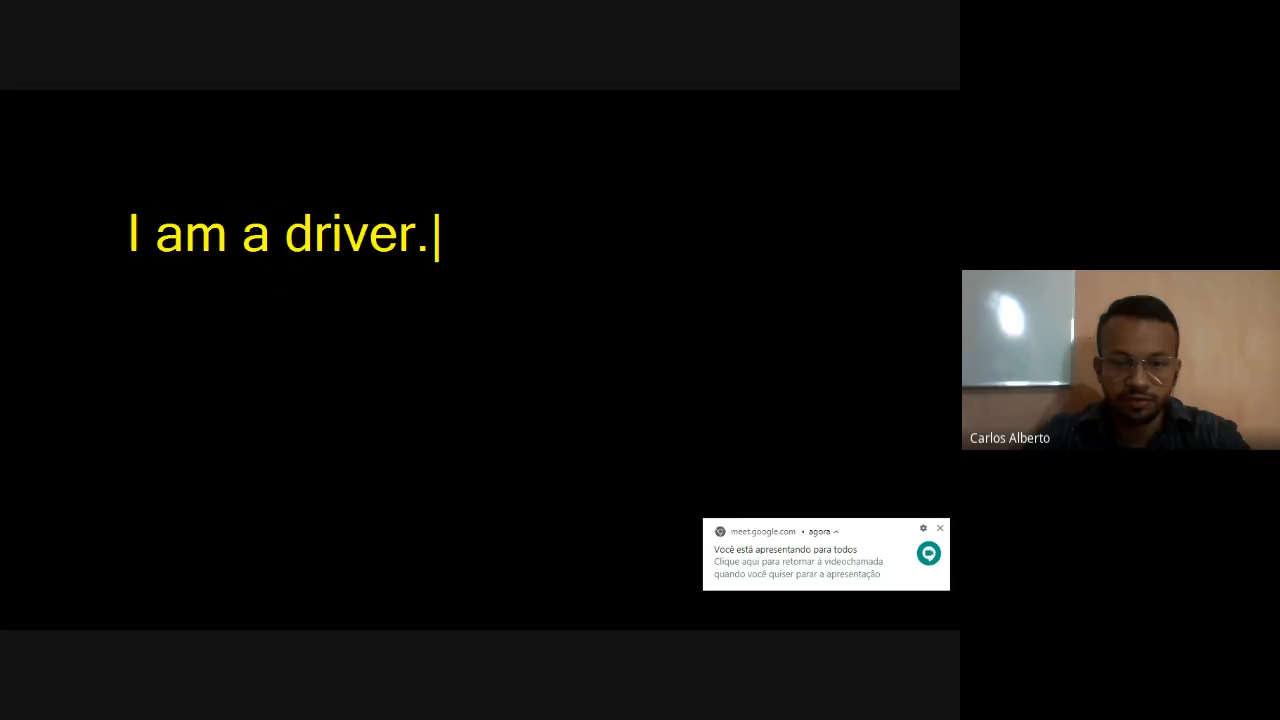 I am a driver.
Carlos Alberto
meet.google.com • agora
Você está apresentando para todos
Clique aqui para retornar à videochamada
quando você quiser parar a apresentação